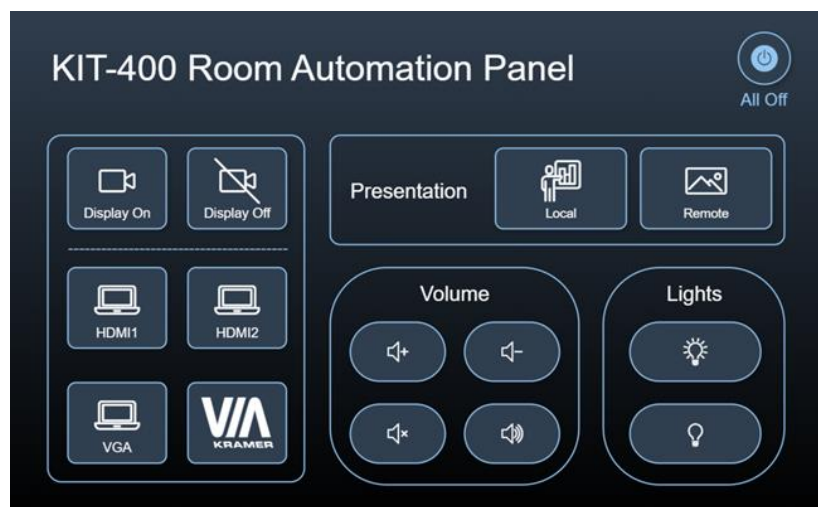 KIT-400 Room Automation Panel
All Off
Display On
Display Off
Presentation
Local
Remote
HDMI1
HDMI2
VGA
VIA
KRAMER
Volume
Lights